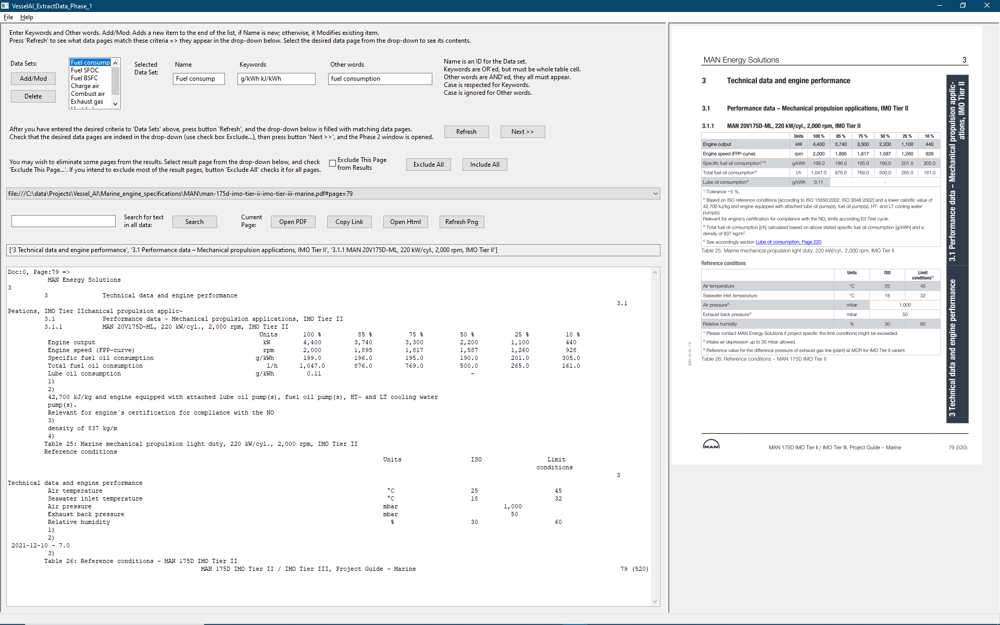 VesselAI_ExtractData_Phase_1
File Help
Enter Keywords and Other words. Add/Mod: Adds a new item to the end of the list, if Name is new; otherwise, it Modifies existing item.
Press 'Refresh' to see what data pages match these criteria => they appear in the drop-down below. Select the desired data page from the drop-down to see its contents.
Data Sets:
Add/Mod
Delete
Fuel consump
Fuel SFOC
Fuel BSFC
Charge air
Combust air
Exhaust gas
Selected
Data Set:
Name
Fuel consump
Keywords
g/kWh kJ/kWh
Other words
fuel consumption
Name is an ID for the Data set.
Keywords are OR'ed, but must be whole table cell.
Other words are AND'ed, they all must appear.
Case is respected for Keywords.
Case is ignored for Other words.
After you have entered the desired criteria to 'Data Sets' above, press button 'Refresh', and the drop-down below is filled with matching data pages.
Check that the desired data pages are indeed in the drop-down (use check box Exclude...), then press button 'Next >>', and the Phase 2 window is opened.
Refresh
Next >>
You may wish to eliminate some pages from the results. Select result page from the drop-down below, and check
'Exclude This Page...'. If you intend to exclude most of the result pages, button 'Exclude All' checks it for all pages.
Exclude This Page
from Results
Exclude All
Include All
file:///C:\data\Projects\Vessel_AI\Marine_engine_specifications\MAN\man-175d-imo-tier-ii-imo-tier-iii-marine.pdf#page=79
Search for text
in all data:
Search
Current
Page:
Open PDF
Copy Link
Open Html
Refresh Png
['3 Technical data and engine performance', '3.1 Performance data – Mechanical propulsion applications, IMO Tier II', '3.1.1 MAN 20V175D-ML, 220 kW/cyl., 2,000 rpm, IMO Tier II']
Doc:0, Page:79 =>
MAN Energy Solutions
3
3 Technical data and engine performance
3.1
Peations, IMO Tier IIchanical propulsion applic-
3.1 Performance data – Mechanical propulsion applications, IMO Tier II
3.1.1 MAN 20V175D-ML, 220 kW/cyl., 2,000 rpm, IMO Tier II
Units 100 % 85 % 75 % 50 % 25 % 10 %
Engine output kW 4,400 3,740 3,300 2,200 1,100 440
Engine speed (FPP-curve) rpm 2,000 1,895 1,817 1,587 1,260 928
Specific fuel oil consumption g/kWh 199.0 196.0 195.0 190.0 201.0 305.0
Total fuel oil consumption l/h 1,047.0 876.0 769.0 500.0 265.0 161.0
Lube oil consumption g/kWh 0.11 –
1)
2)
42,700 kJ/kg and engine equipped with attached lube oil pump(s), fuel oil pump(s), HT- and LT cooling water
pump(s).
Relevant for engine´s certification for compliance with the NO
3)
density of 837 kg/m
4)
Table 25: Marine mechanical propulsion light duty, 220 kW/cyl., 2,000 rpm, IMO Tier II
Reference conditions
Units ISO Limit
conditions
3
Technical data and engine performance
Air temperature °C 25 45
Seawater inlet temperature °C 18 32
Air pressure mbar 1,000
Exhaust back pressure mbar 50
Relative humidity % 30 60
1)
2)
2021-12-10 - 7.0
3)
Table 26: Reference conditions – MAN 175D IMO Tier II
MAN 175D IMO Tier II / IMO Tier III, Project Guide – Marine 79 (520)
MAN Energy Solutions 3
3 Technical data and engine performance
3.1 Performance data – Mechanical propulsion applications, IMO Tier II
3.1.1 MAN 20V175D-ML, 220 kW/cyl., 2,000 rpm, IMO Tier II
Units 100 % 85 % 75 % 50 % 25 % 10 %
Engine output kW 4,400 3,740 3,300 2,200 1,100 440
Engine speed (FPP-curve) rpm 2,000 1,895 1,817 1,587 1,260 928
Specific fuel oil consumption1) 2) g/kWh 199.0 196.0 195.0 190.0 201.0 305.0
Total fuel oil consumption3) l/h 1,047.0 876.0 769.0 500.0 265.0 161.0
Lube oil consumption4) g/kWh 0.11 -
1) Tolerance +5 %.
2) Based on ISO reference conditions [according to ISO 15550:2002; ISO 3046:2002] and a lower calorific value of
42,700 kJ/kg and engine equipped with attached lube oil pump(s), fuel oil pump(s), HT- and LT cooling water
pump(s).
Relevant for engine´s certification for compliance with the NOx limits according E3 Test cycle.
3) Total fuel oil consumption [l/h] calculated based on above stated specific fuel oil consumption [g/kWh] and a
density of 837 kg/m3.
4) See accordingly section Lube oil consumption, Page 220.
Table 25: Marine mechanical propulsion light duty, 220 kW/cyl., 2,000 rpm, IMO Tier II
Reference conditions
Units ISO Limit
conditions1)
Air temperature °C 25 45
Seawater inlet temperature °C 18 32
Air pressure2) mbar 1,000
Exhaust back pressure3) mbar 50
Relative humidity % 30 60
1) Please contact MAN Energy Solutions if project specific the limit conditions might be exceeded.
2) Intake air depression up to 30 mbar allowed.
3) Reference value for the difference pressure of exhaust gas line (plant) at MCR for IMO Tier II variant.
Table 26: Reference conditions – MAN 175D IMO Tier II
2021-12-10 - 7.0
3.1 Performance data – Mechanical propulsion applic-
ations, IMO Tier II
3 Technical data and engine performance
MAN
MAN 175D IMO Tier II / IMO Tier III, Project Guide – Marine
79 (520)